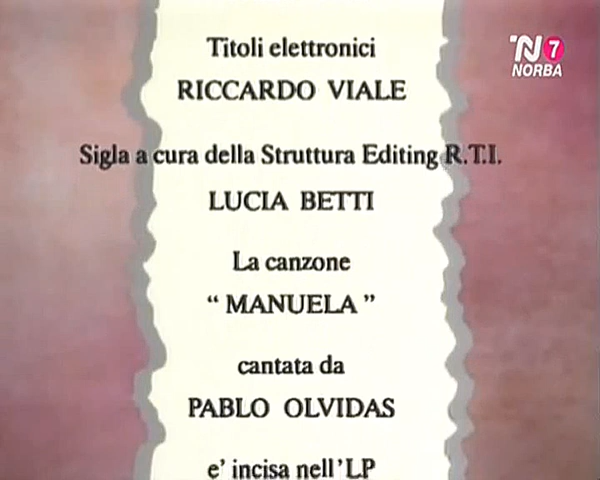 Titoli elettronici
RICCARDO VIALE
Sigla a cura della Struttura Editing R.T.I.
LUCIA BETTI
La canzone
“ MANUELA ”
cantata da
PABLO OLVIDAS
e' incisa nell'LP
TN 7
NORBA